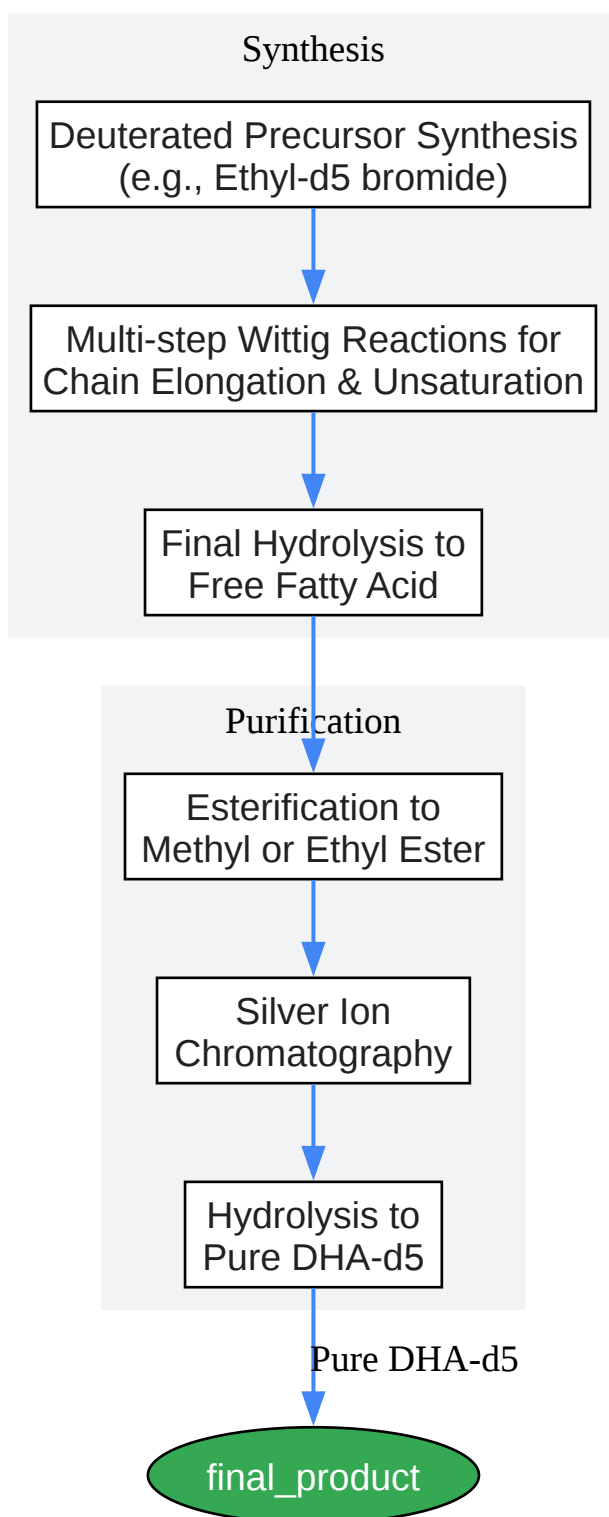 Synthesis
Deuterated Precursor Synthesis
(e.g., Ethyl-d5 bromide)
Multi-step Wittig Reactions for
Chain Elongation & Unsaturation
Final Hydrolysis to
Free Fatty Acid
Purification
Esterification to
Methyl or Ethyl Ester
Silver Ion
Chromatography
Hydrolysis to
Pure DHA-d5
Pure DHA-d5
final_product